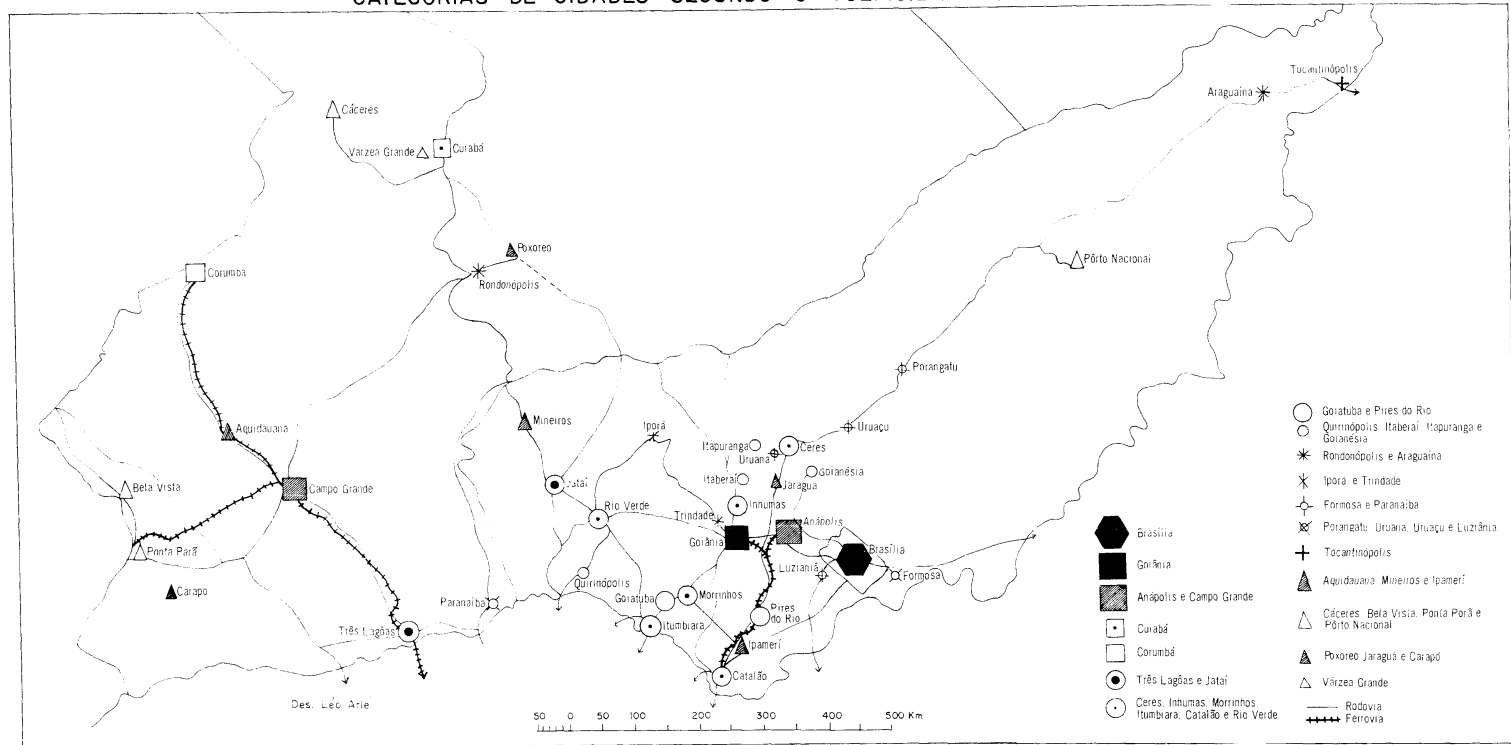 CATEGORIAS DE CIDADES SEGUNDO O
Tocantinópolis
Araguaína
Cáceres
Várzea Grande
Cuiabá
Poxoreo
Rondonópolis
Pôrto Nacional
Corumbá
Porangatu
Aquidauana
Mineiros
Iporá
Itapuranga
Ceres
Uruaçu
Uruana
Goianésia
Bela Vista
Campo Grande
Jataí
Itaberaí
Jaragua
Rio Verde
Inhumas
Trindade
Anápolis
Goiânia
Ponta Parã
Brasília
Luziania
Formosa
Quirinópolis
Carapo
Paranaíba
Goiatuba
Morrinhos
Pires
do Rio
Três Lagôas
Itumbiara
Ipamerí
Catalão
Des. Léo Arlé
50 0 50 100 200 300 400 500 Km
Brasília
Goiânia
Anápolis e Campo Grande
Curabá
Corumbá
Três Lagôas e Jataí
Ceres, Inhumas, Morrinhos
Itumbiara, Catalão e Rio Verde
Goiatuba e Pires do Rio
Quirinópolis Itaberaí Itapuranga e
Goianésia
Rondonópolis e Araguaína
Iporá e Trindade
Formosa e Paranaíba
Porangatu Uruana, Uruaçu e Luziânia
Tocantinópolis
Aquidauana Mineiros e Ipamerí
Cáceres Bela Vista, Ponta Porã e
Pôrto Nacional
Poxoreo Jaraguá e Carapó
Várzea Grande
Rodovia
Ferrovia